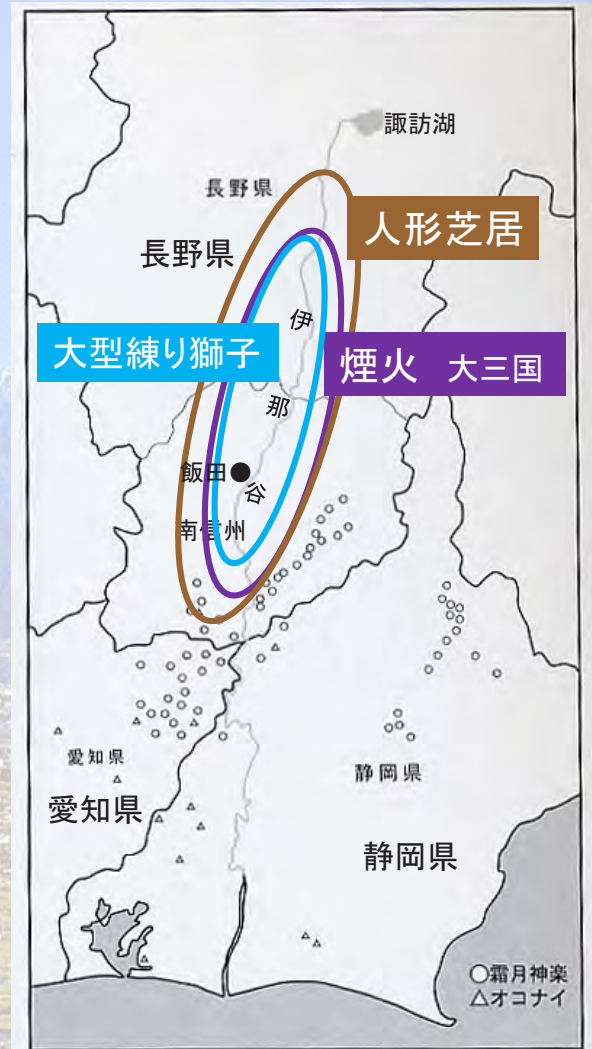 諏訪湖
長野県
人形芝居
長野県
伊那谷
大型練り獅子
煙火 大三国
飯田
南信州
愛知県
静岡県
愛知県
静岡県
○霜月神楽
△オコナイ